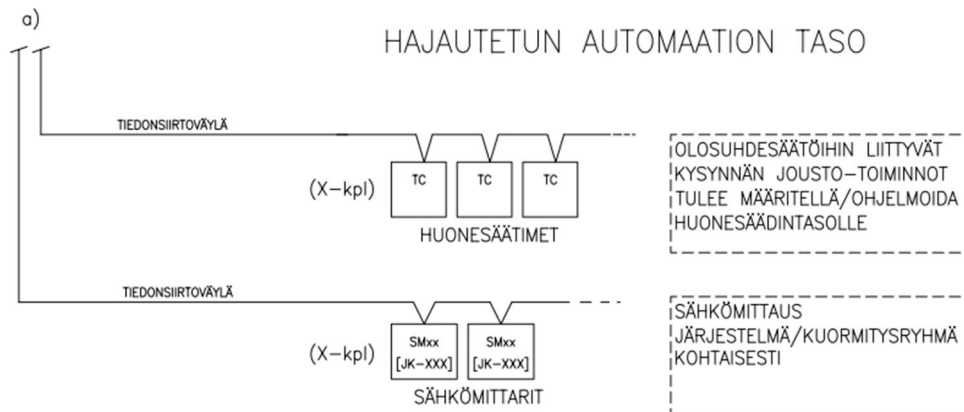 a)
HAJAUTETUN AUTOMAATION TASO
TIEDONSIIRTOVÄYLÄ
(X-kpl)
TC TC TC
HUONESÄÄTIMET
OLOSUHDESÄÄTÖIHIN LIITTYVÄT
KYSYNNÄN JOUSTO-TOIMINNOT
TULEE MÄÄRITELLÄ/OHJELMOIDA
HUONESÄÄDINTASOLLE
TIEDONSIIRTOVÄYLÄ
(X-kpl)
SMxx SMxx
[JK-XXX] [JK-XXX]
SÄHKÖMITTARIT
SÄHKÖMITTAUS
JÄRJESTELMÄ/KUORMITYSRYHMÄ
KOHTAISESTI